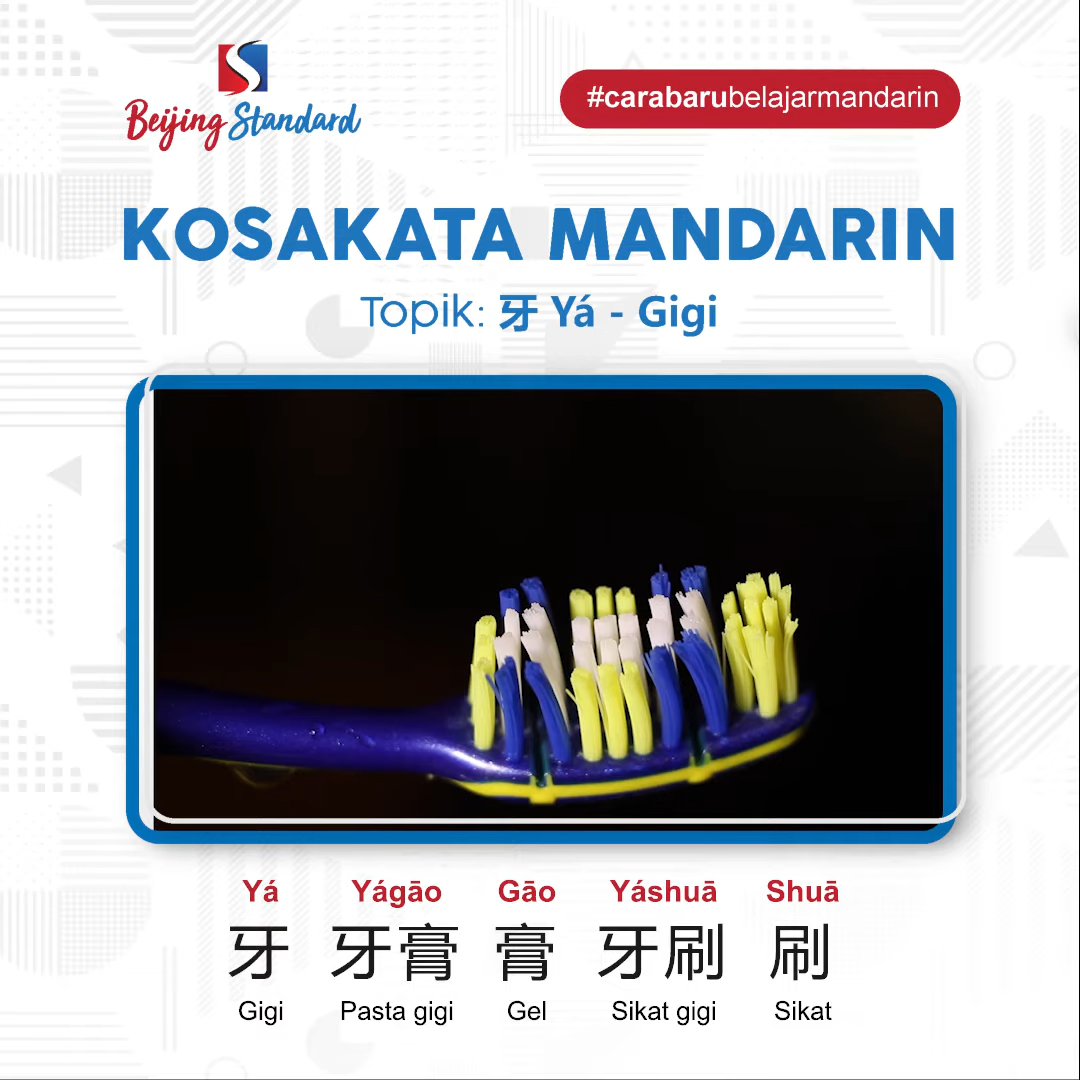 Beijing Standard
#carabarubelajarmandarin
KOSAKATA MANDARIN
Topik: 牙 Yá - Gigi
Yá Yágāo Gāo Yáshuā Shuā
牙 牙膏 膏 牙刷 刷
Gigi Pasta gigi Gel Sikat gigi Sikat